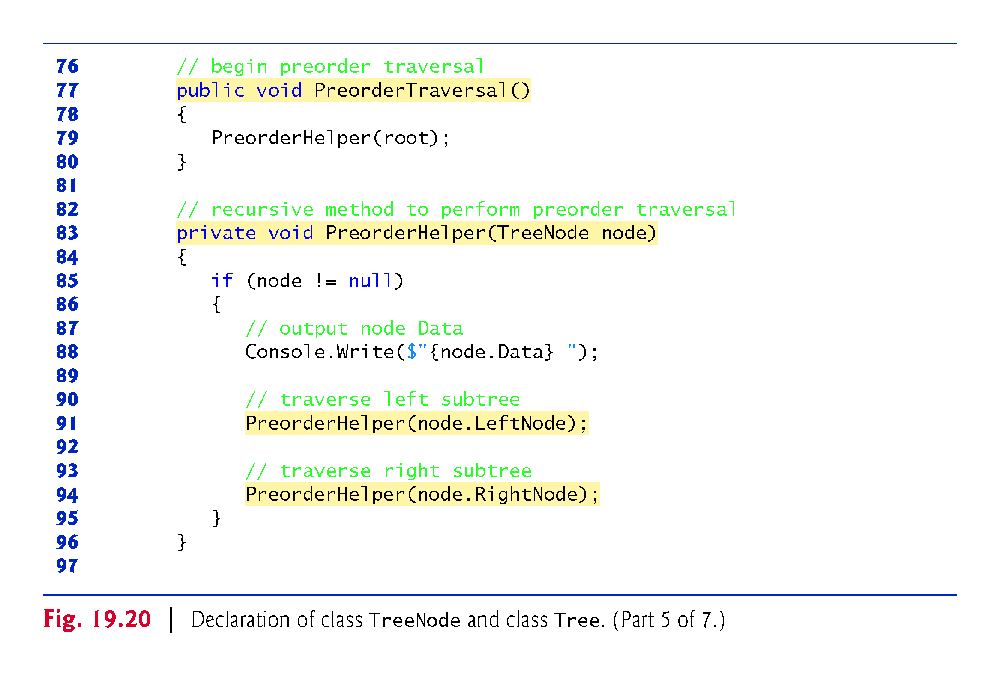 76 // begin preorder traversal
77 public void PreorderTraversal()
78 {
79 PreorderHelper(root);
80 }
81
82 // recursive method to perform preorder traversal
83 private void PreorderHelper(TreeNode node)
84 {
85 if (node != null)
86 {
87 // output node Data
88 Console.Write($"{node.Data} ");
89
90 // traverse left subtree
91 PreorderHelper(node.LeftNode);
92
93 // traverse right subtree
94 PreorderHelper(node.RightNode);
95 }
96 }
97
Fig. 19.20 | Declaration of class TreeNode and class Tree. (Part 5 of 7.)